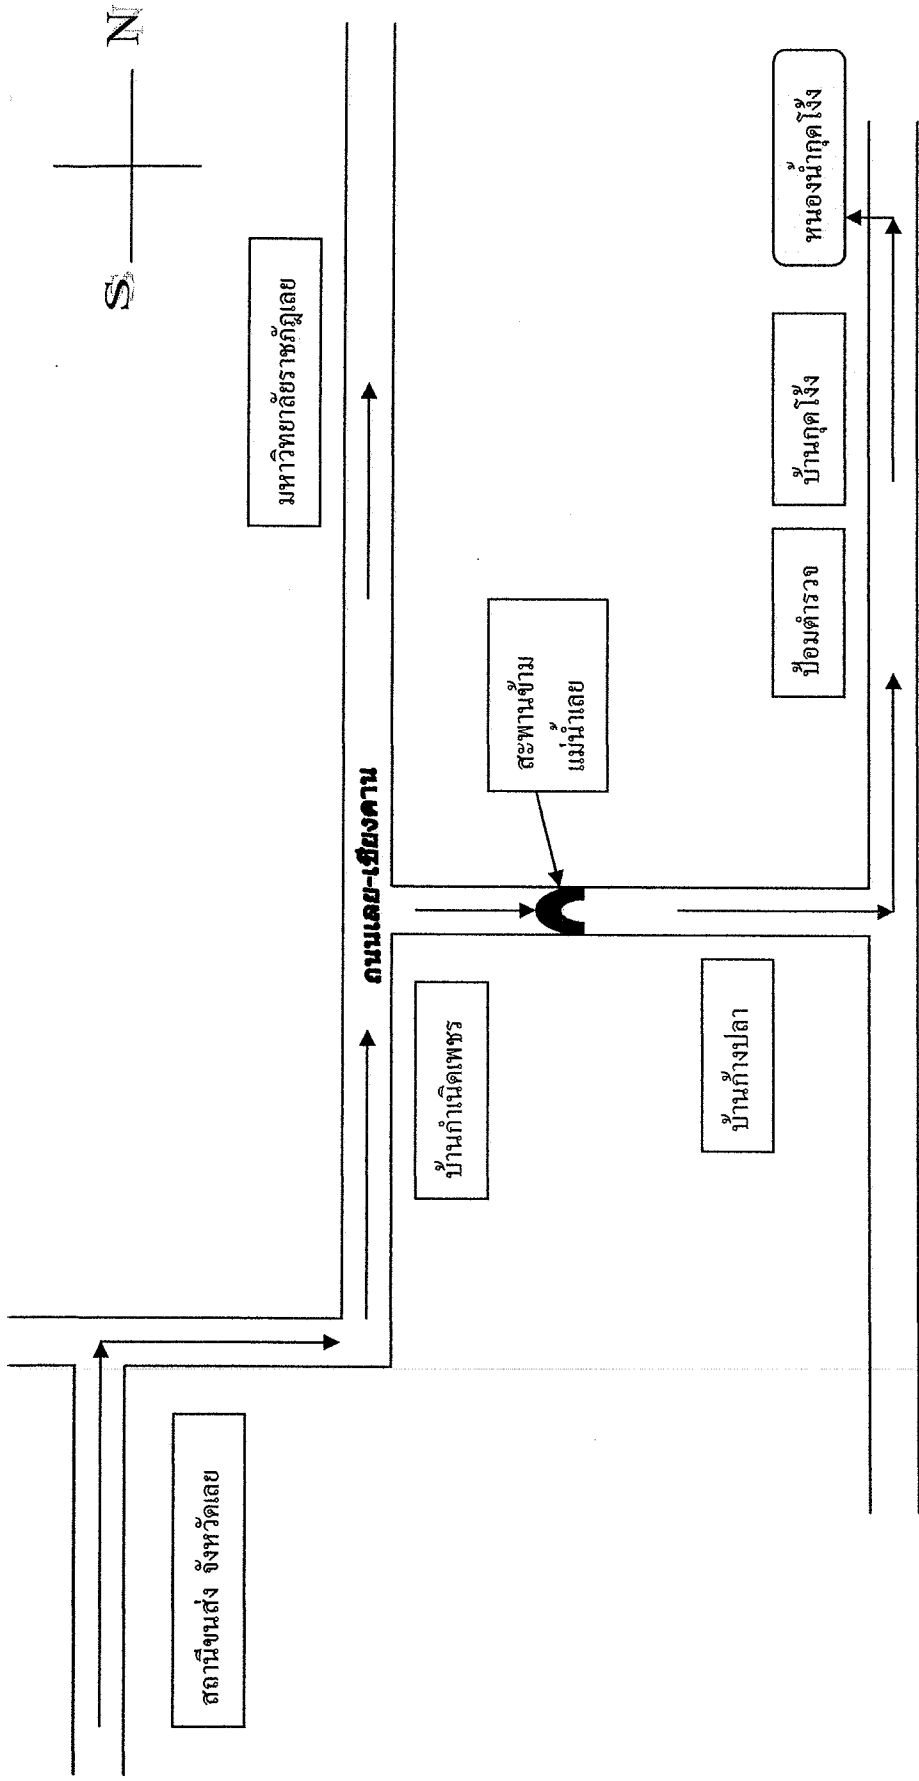 S
N
มหาวิทยาลัยราชภัฏเลย
สถานีขนส่ง จังหวัดเลย
ถนนเลย-เชียงคาน
สะพานข้าม
แม่น้ำเลย
บ้านกำเนิดเพชร
บ้านก้างปลา
ป้อมตำรวจ
บ้านกุดโง้ง
หนองน้ำกุดโง้ง